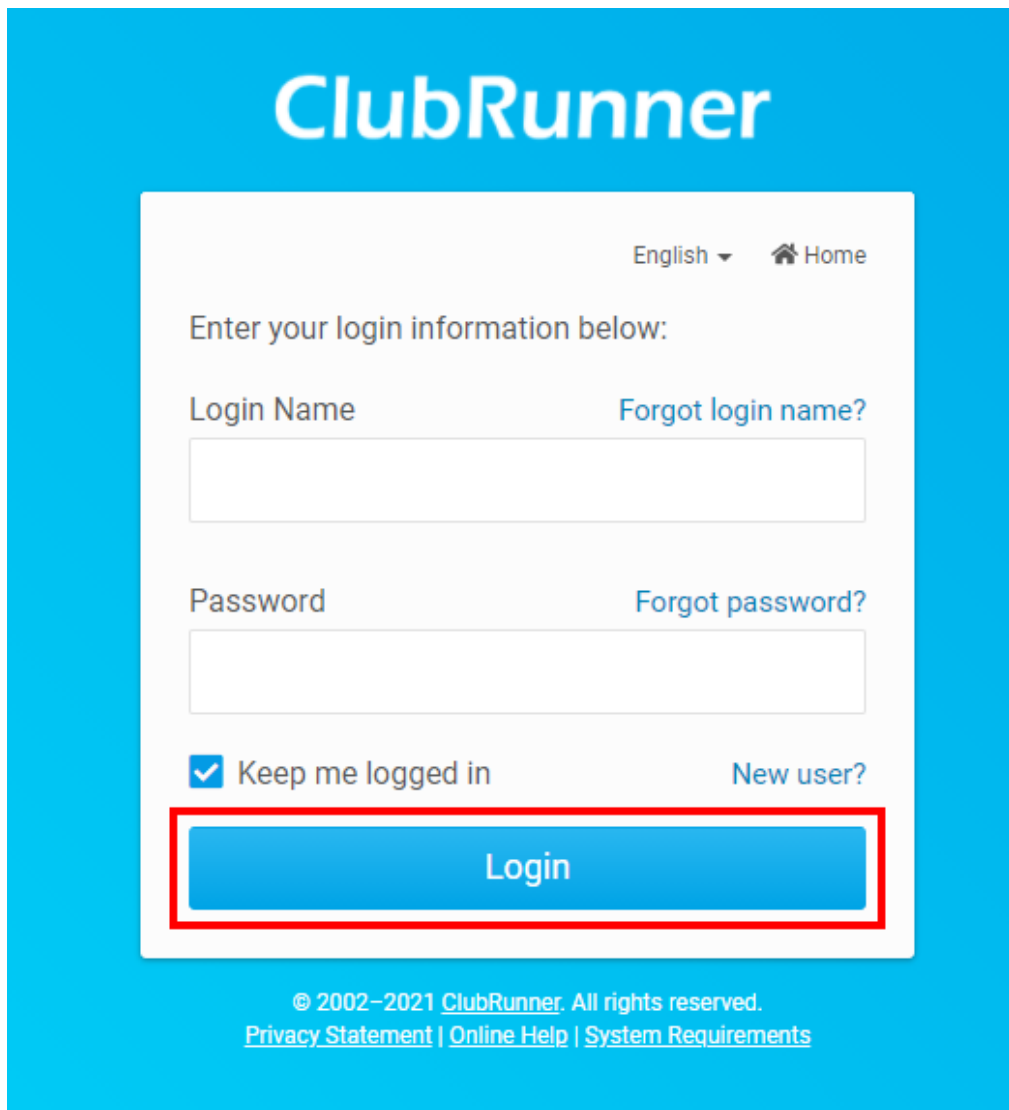 ClubRunner
English Home
Enter your login information below:
Login Name Forgot login name?
Password Forgot password?
Keep me logged in New user?
Login
© 2002–2021 ClubRunner. All rights reserved.
Privacy Statement | Online Help | System Requirements